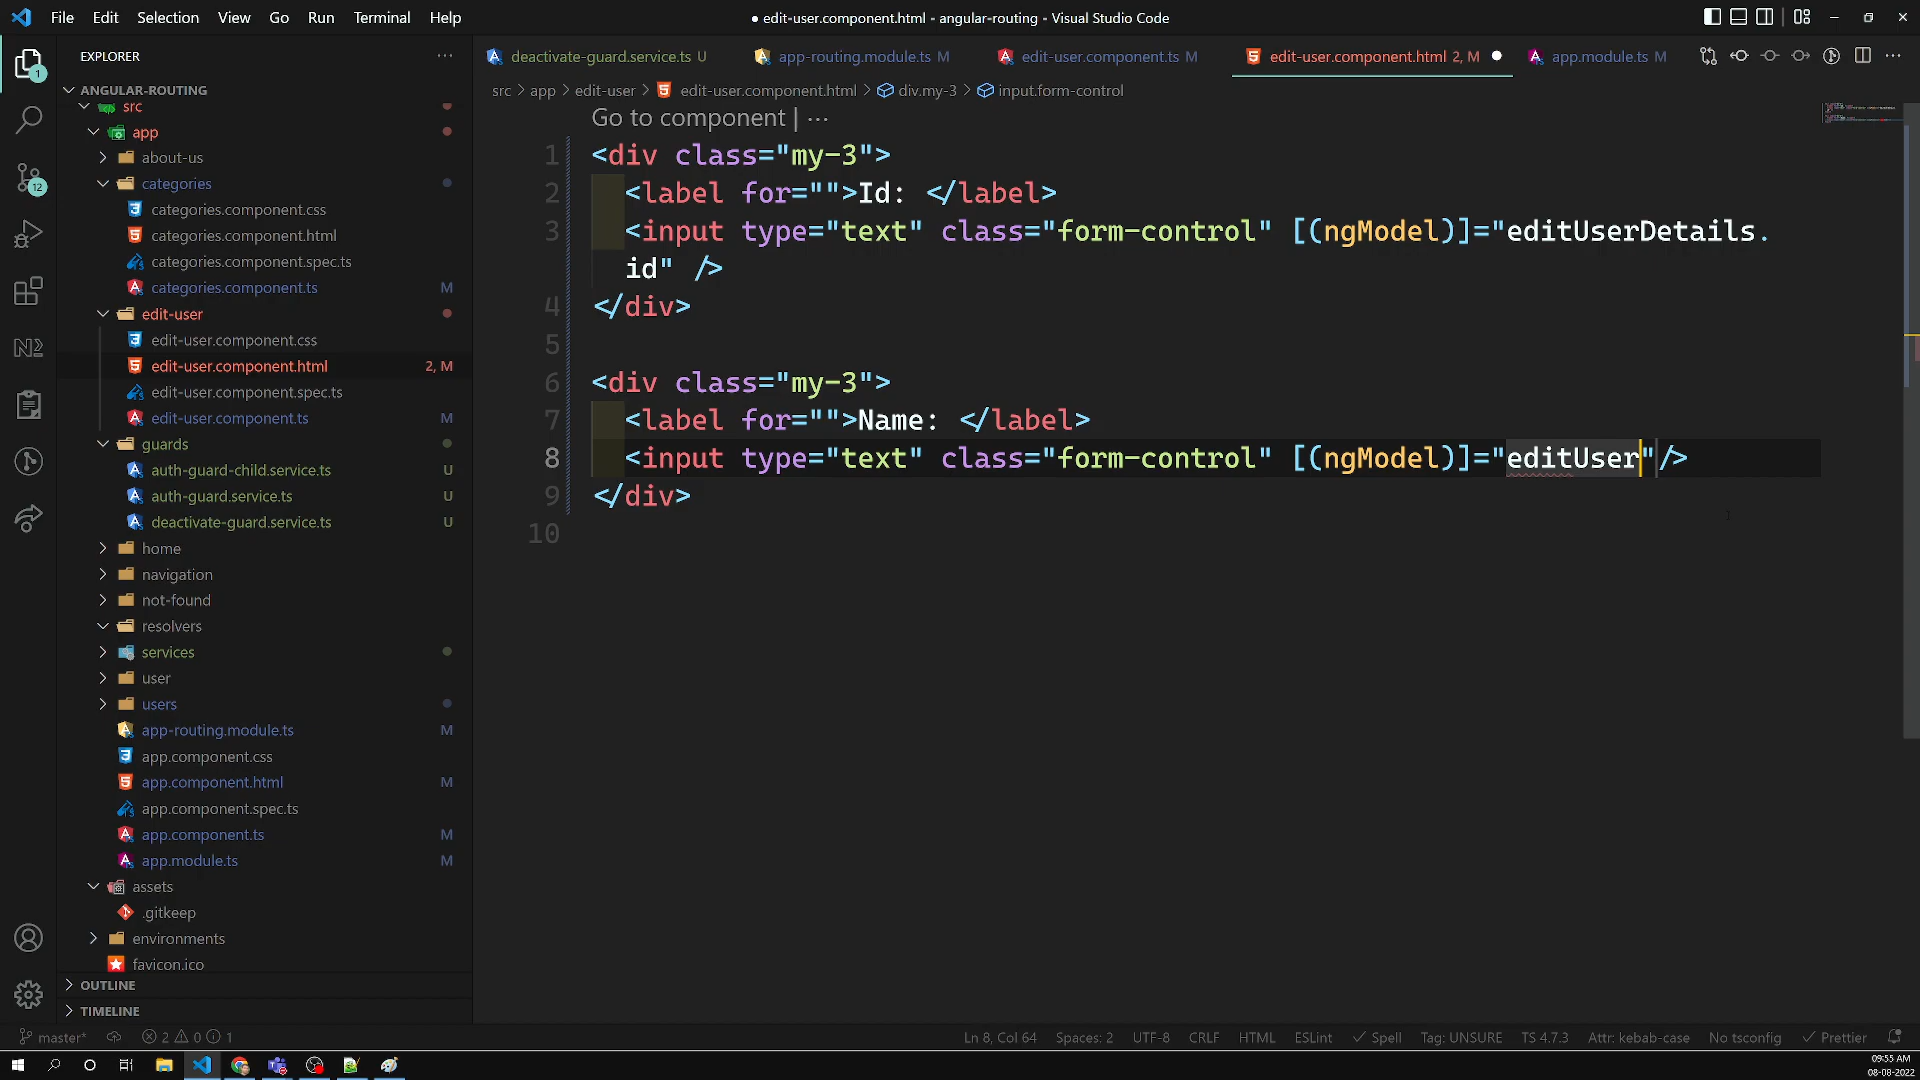 File Edit Selection View Go Run Terminal Help
● edit-user.component.html - angular-routing - Visual Studio Code
EXPLORER
deactivate-guard.service.ts U
app-routing.module.ts M
edit-user.component.ts M
edit-user.component.html 2, M
app.module.ts M
src > app > edit-user > edit-user.component.html > div.my-3 > input.form-control
1
12
ANGULAR-ROUTING
src
app
about-us
categories
categories.component.css
categories.component.html
categories.component.spec.ts
categories.component.ts M
edit-user
edit-user.component.css
edit-user.component.html 2, M
edit-user.component.spec.ts
edit-user.component.ts M
guards
auth-guard-child.service.ts U
auth-guard.service.ts U
deactivate-guard.service.ts U
home
navigation
not-found
resolvers
services
user
users
app-routing.module.ts M
app.component.css
app.component.html M
app.component.spec.ts
app.component.ts M
app.module.ts M
assets
.gitkeep
environments
favicon.ico
OUTLINE
TIMELINE
Go to component | ...
1 <div class="my-3">
2 <label for="">Id: </label>
3 <input type="text" class="form-control" [(ngModel)]="editUserDetails.
id" />
4 </div>
5
6 <div class="my-3">
7 <label for="">Name: </label>
8 <input type="text" class="form-control" [(ngModel)]="editUser"/>
9 </div>
10
master* 2 0 1
Ln 8, Col 64 Spaces: 2 UTF-8 CRLF HTML ESLint Spell Tag: UNSURE TS 4.7.3 Attr: kebab-case No tsconfig Prettier
09:55 AM
08-08-2022